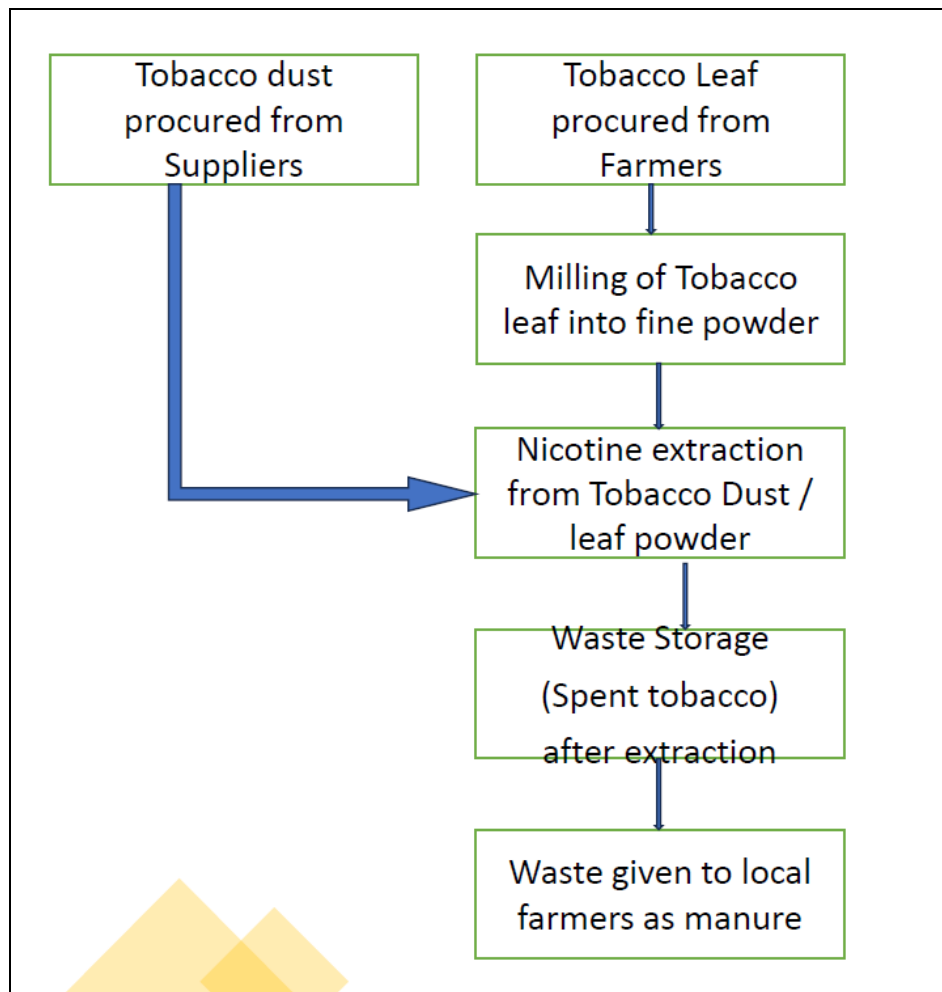 Tobacco dust
procured from
Suppliers
Tobacco Leaf
procured from
Farmers
Milling of Tobacco
leaf into fine powder
Nicotine extraction
from Tobacco Dust /
leaf powder
Waste Storage
(Spent tobacco)
after extraction
Waste given to local
farmers as manure